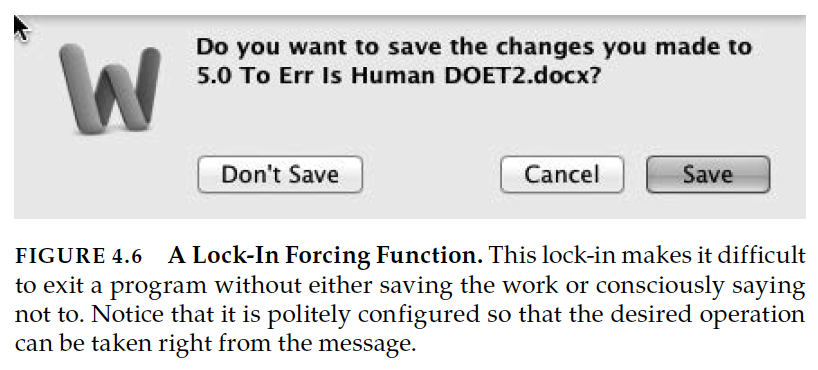 Do you want to save the changes you made to
5.0 To Err Is Human DOET2.docx?
Don't Save Cancel Save
FIGURE 4.6 A Lock-In Forcing Function. This lock-in makes it difficult
to exit a program without either saving the work or consciously saying
not to. Notice that it is politely configured so that the desired operation
can be taken right from the message.